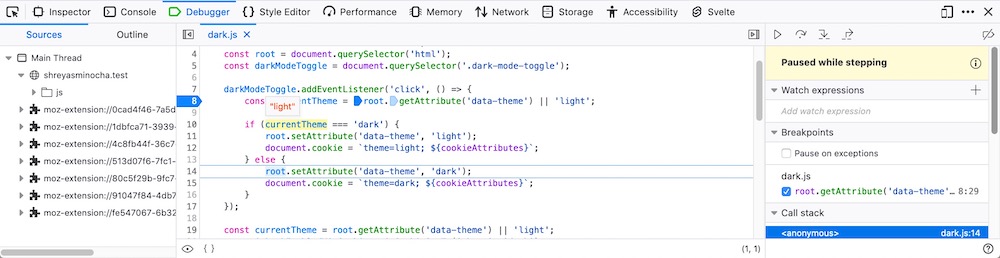 Inspector Console Debugger Style Editor Performance Memory Network Storage Accessibility Svelte
Sources Outline
Main Thread
shreyasminocha.test
js
moz-extension://0cad4f46-7a5d
moz-extension://1dbfca71-3939-
moz-extension://4c8fb44f-36c7
moz-extension://513d07f6-7fc1-
moz-extension://80c5f29b-9fc7-
moz-extension://91047f84-4db7
moz-extension://fe547067-6b32
dark.js
4 const root = document.querySelector('html');
5 const darkModeToggle = document.querySelector('.dark-mode-toggle');
6
7 darkModeToggle.addEventListener('click', () => {
8 const entTheme = root.getAttribute('data-theme') || 'light';
"light"
9
10 if (currentTheme === 'dark') {
11 root.setAttribute('data-theme', 'light');
12 document.cookie = `theme=light; ${cookieAttributes}`;
13 } else {
14 root.setAttribute('data-theme', 'dark');
15 document.cookie = `theme=dark; ${cookieAttributes}`;
16 }
17 });
18
19 const currentTheme = root.getAttribute('data-theme') || 'light';
{ } (1, 1)
Paused while stepping
Watch expressions
Add watch expression
Breakpoints
Pause on exceptions
dark.js
root.getAttribute('data-theme'… 8:29
Call stack
<anonymous> dark.js:14